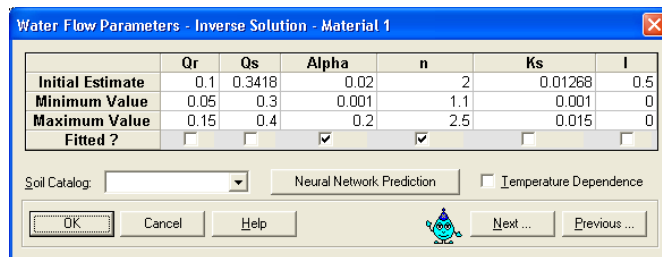 Water Flow Parameters - Inverse Solution - Material 1
Qr Qs Alpha n Ks l
Initial Estimate 0.1 0.3418 0.02 2 0.01268 0.5
Minimum Value 0.05 0.3 0.001 1.1 0.001 0
Maximum Value 0.15 0.4 0.2 2.5 0.015 0
Fitted ?
Soil Catalog: Neural Network Prediction Temperature Dependence
OK Cancel Help Next ... Previous ...